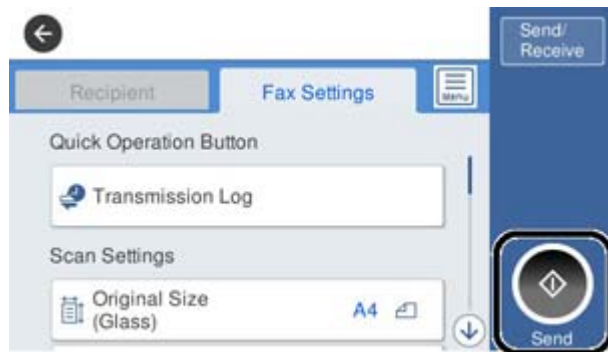 Send/
Receive
Recipient
Fax Settings
Menu
Quick Operation Button
Transmission Log
Scan Settings
Original Size
(Glass)
A4
Send